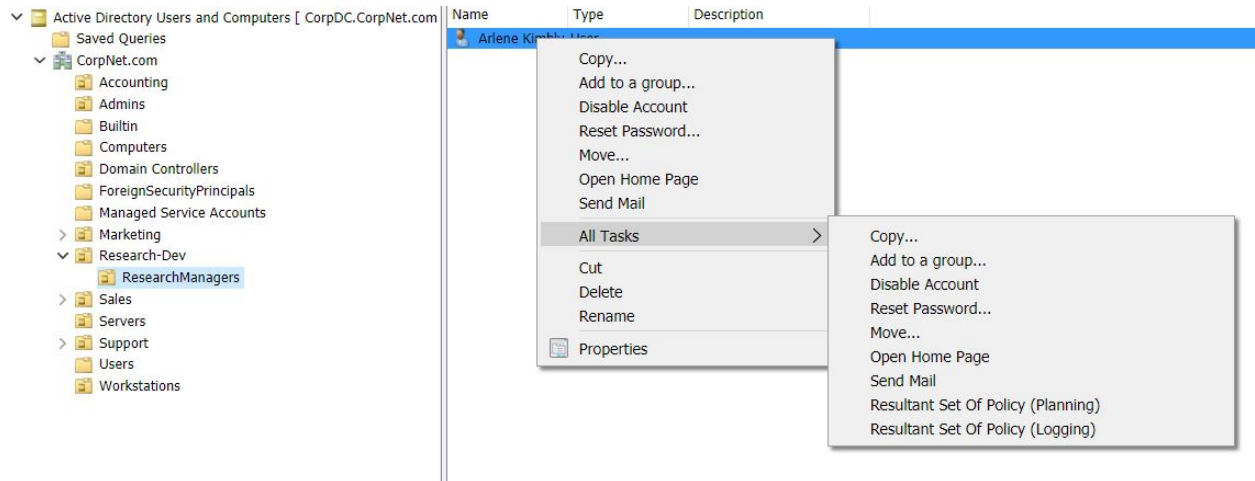 Active Directory Users and Computers [ CorpDC.CorpNet.com
Saved Queries
CorpNet.com
Accounting
Admins
Builtin
Computers
Domain Controllers
ForeignSecurityPrincipals
Managed Service Accounts
Marketing
Research-Dev
ResearchManagers
Sales
Servers
Support
Users
Workstations
Name Type Description
Arlene Kimbly User
Copy...
Add to a group...
Disable Account
Reset Password...
Move...
Open Home Page
Send Mail
All Tasks
Cut
Delete
Rename
Properties
Copy...
Add to a group...
Disable Account
Reset Password...
Move...
Open Home Page
Send Mail
Resultant Set Of Policy (Planning)
Resultant Set Of Policy (Logging)